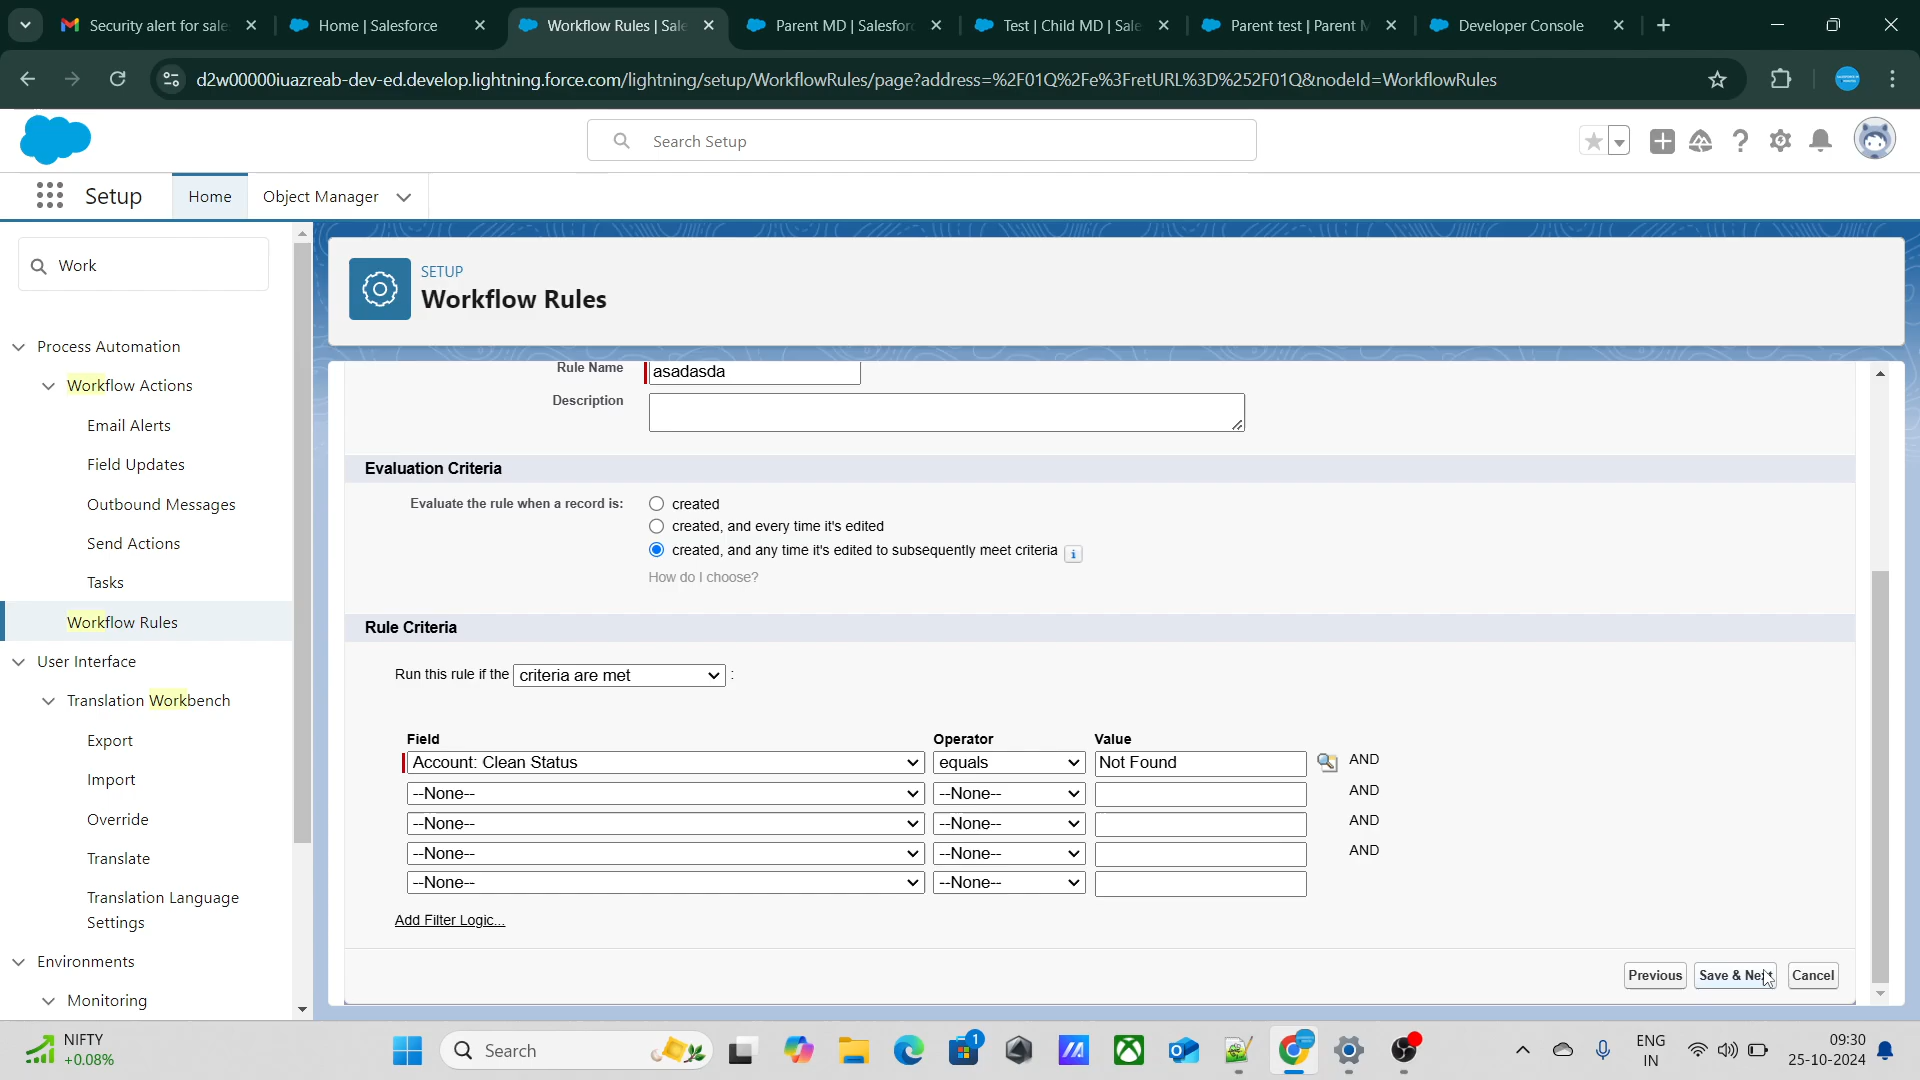 Security alert for sale
Home | Salesforce
Workflow Rules | Sale
Parent MD | Salesforc
Test | Child MD | Sale
Parent test | Parent M
Developer Console
d2w00000iuazreab-dev-ed.develop.lightning.force.com/lightning/setup/WorkflowRules/page?address=%2F01Q%2Fe%3FretURL%3D%252F01Q&nodeId=WorkflowRules
Search Setup
Setup
Home
Object Manager
Work
Process Automation
Workflow Actions
Email Alerts
Field Updates
Outbound Messages
Send Actions
Tasks
Workflow Rules
User Interface
Translation Workbench
Export
Import
Override
Translate
Translation Language
Settings
Environments
Monitoring
SETUP
Workflow Rules
Rule Name asadasda
Description
Evaluation Criteria
Evaluate the rule when a record is: created
created, and every time it's edited
created, and any time it's edited to subsequently meet criteria
How do I choose?
Rule Criteria
Run this rule if the criteria are met :
Field Operator Value
Account: Clean Status equals Not Found AND
--None-- --None-- AND
--None-- --None-- AND
--None-- --None-- AND
--None-- --None--
Add Filter Logic...
Previous Save & Next Cancel
NIFTY
+0.08%
Search
1
ENG
IN
09:30
25-10-2024